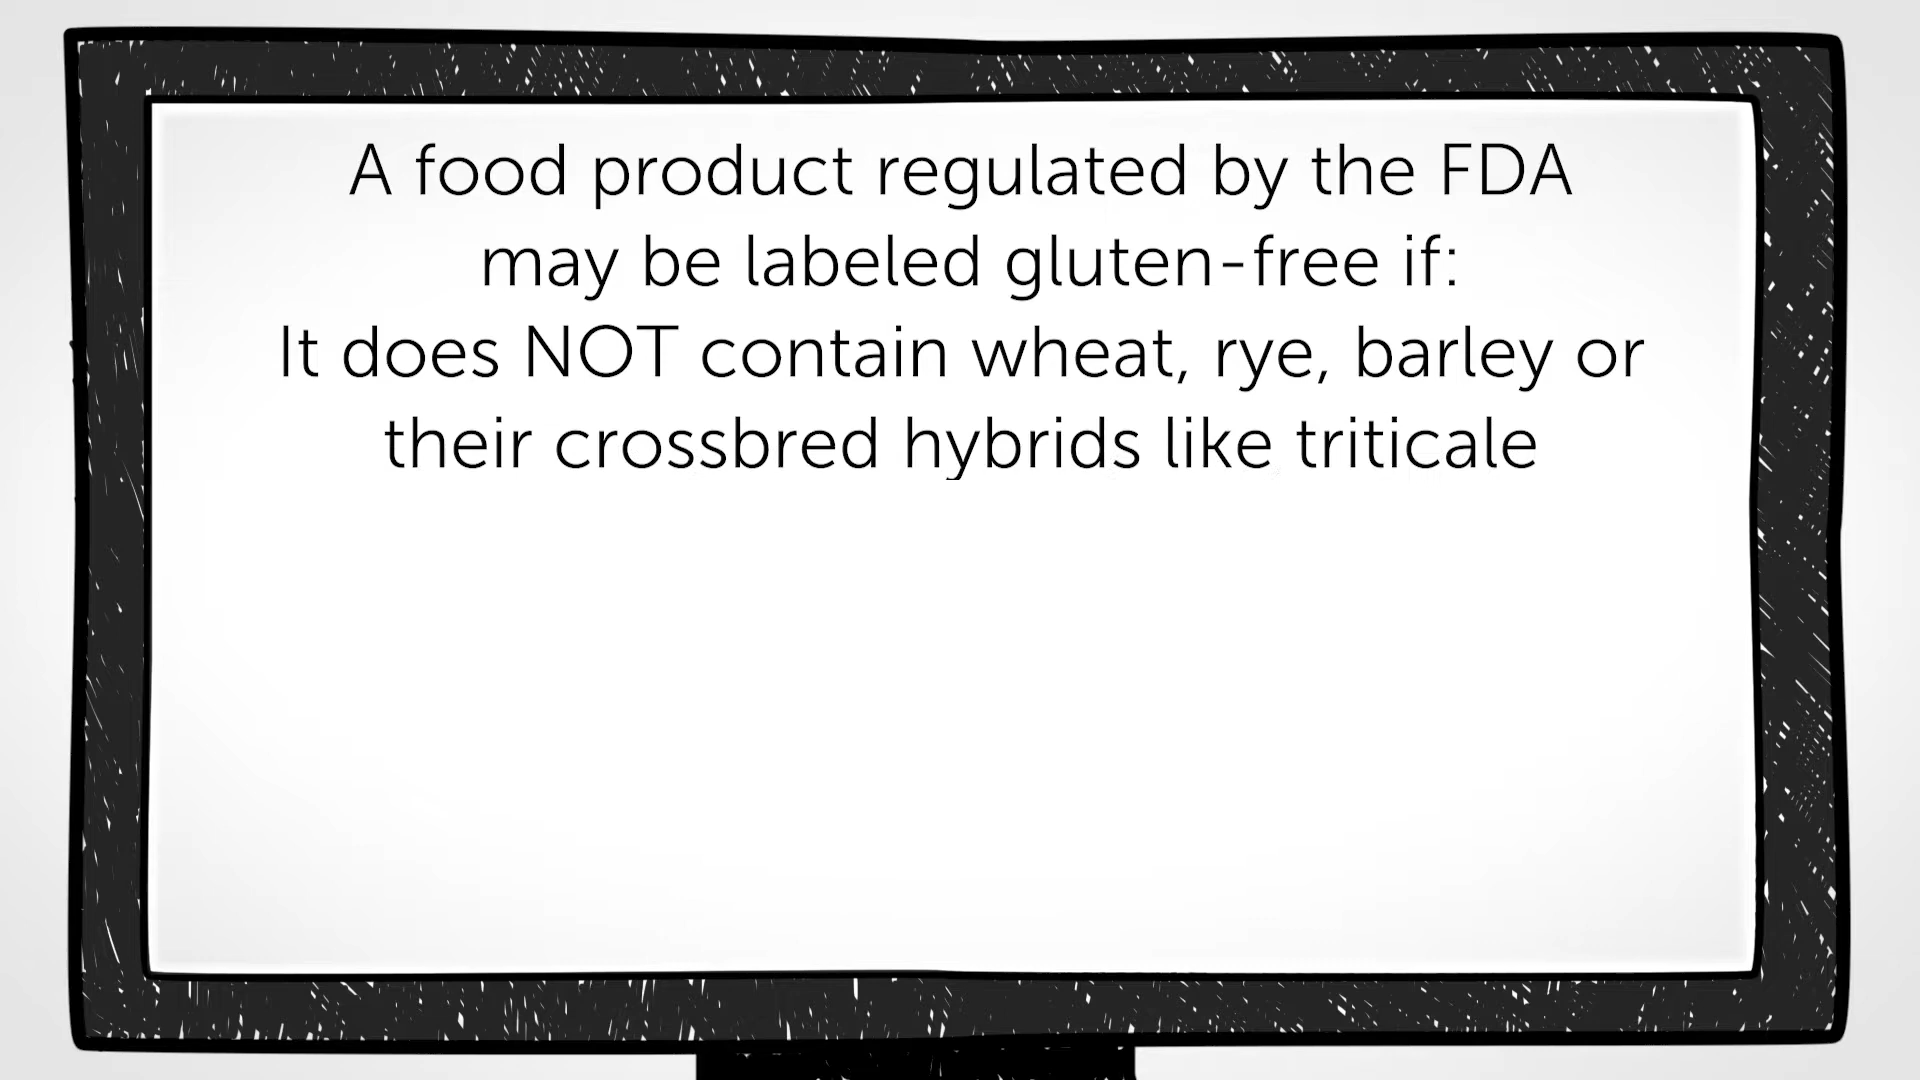 A food product regulated by the FDA
may be labeled gluten-free if:
It does NOT contain wheat, rye, barley or
their crossbred hybrids like triticale